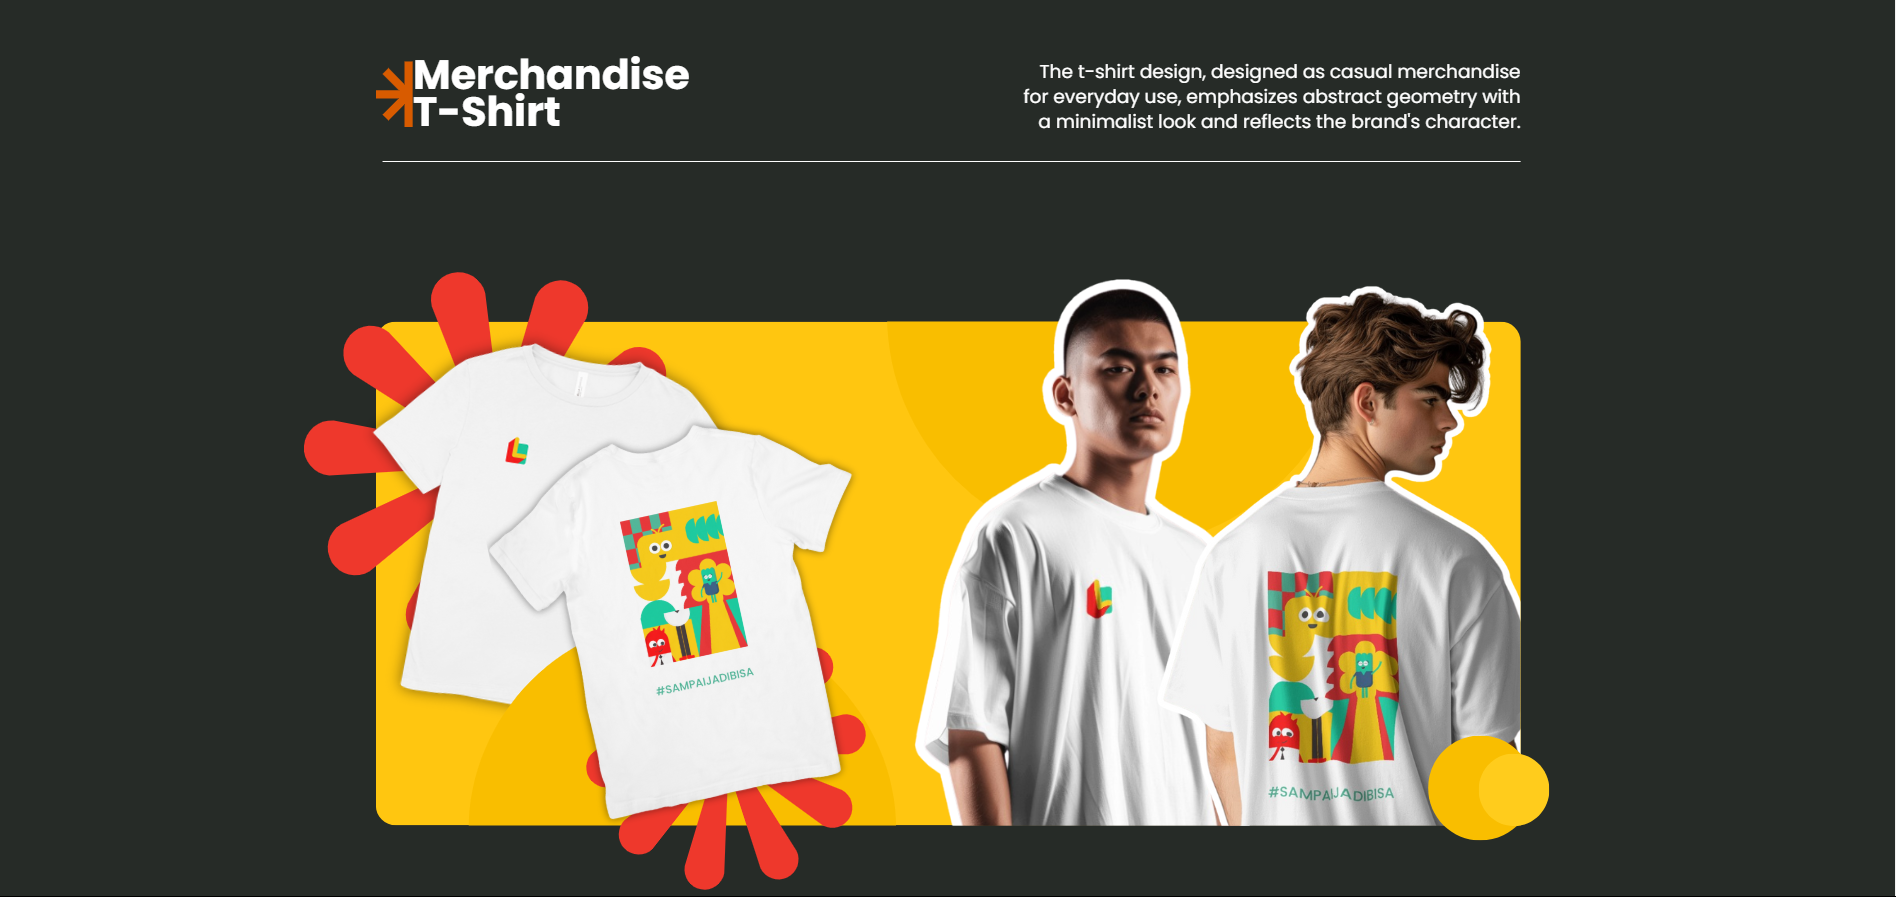 Merchandise
T-Shirt
The t-shirt design, designed as casual merchandise
for everyday use, emphasizes abstract geometry with
a minimalist look and reflects the brand's character.
#SAMPAIJADIBISA
#SAMPAIJADIBISA